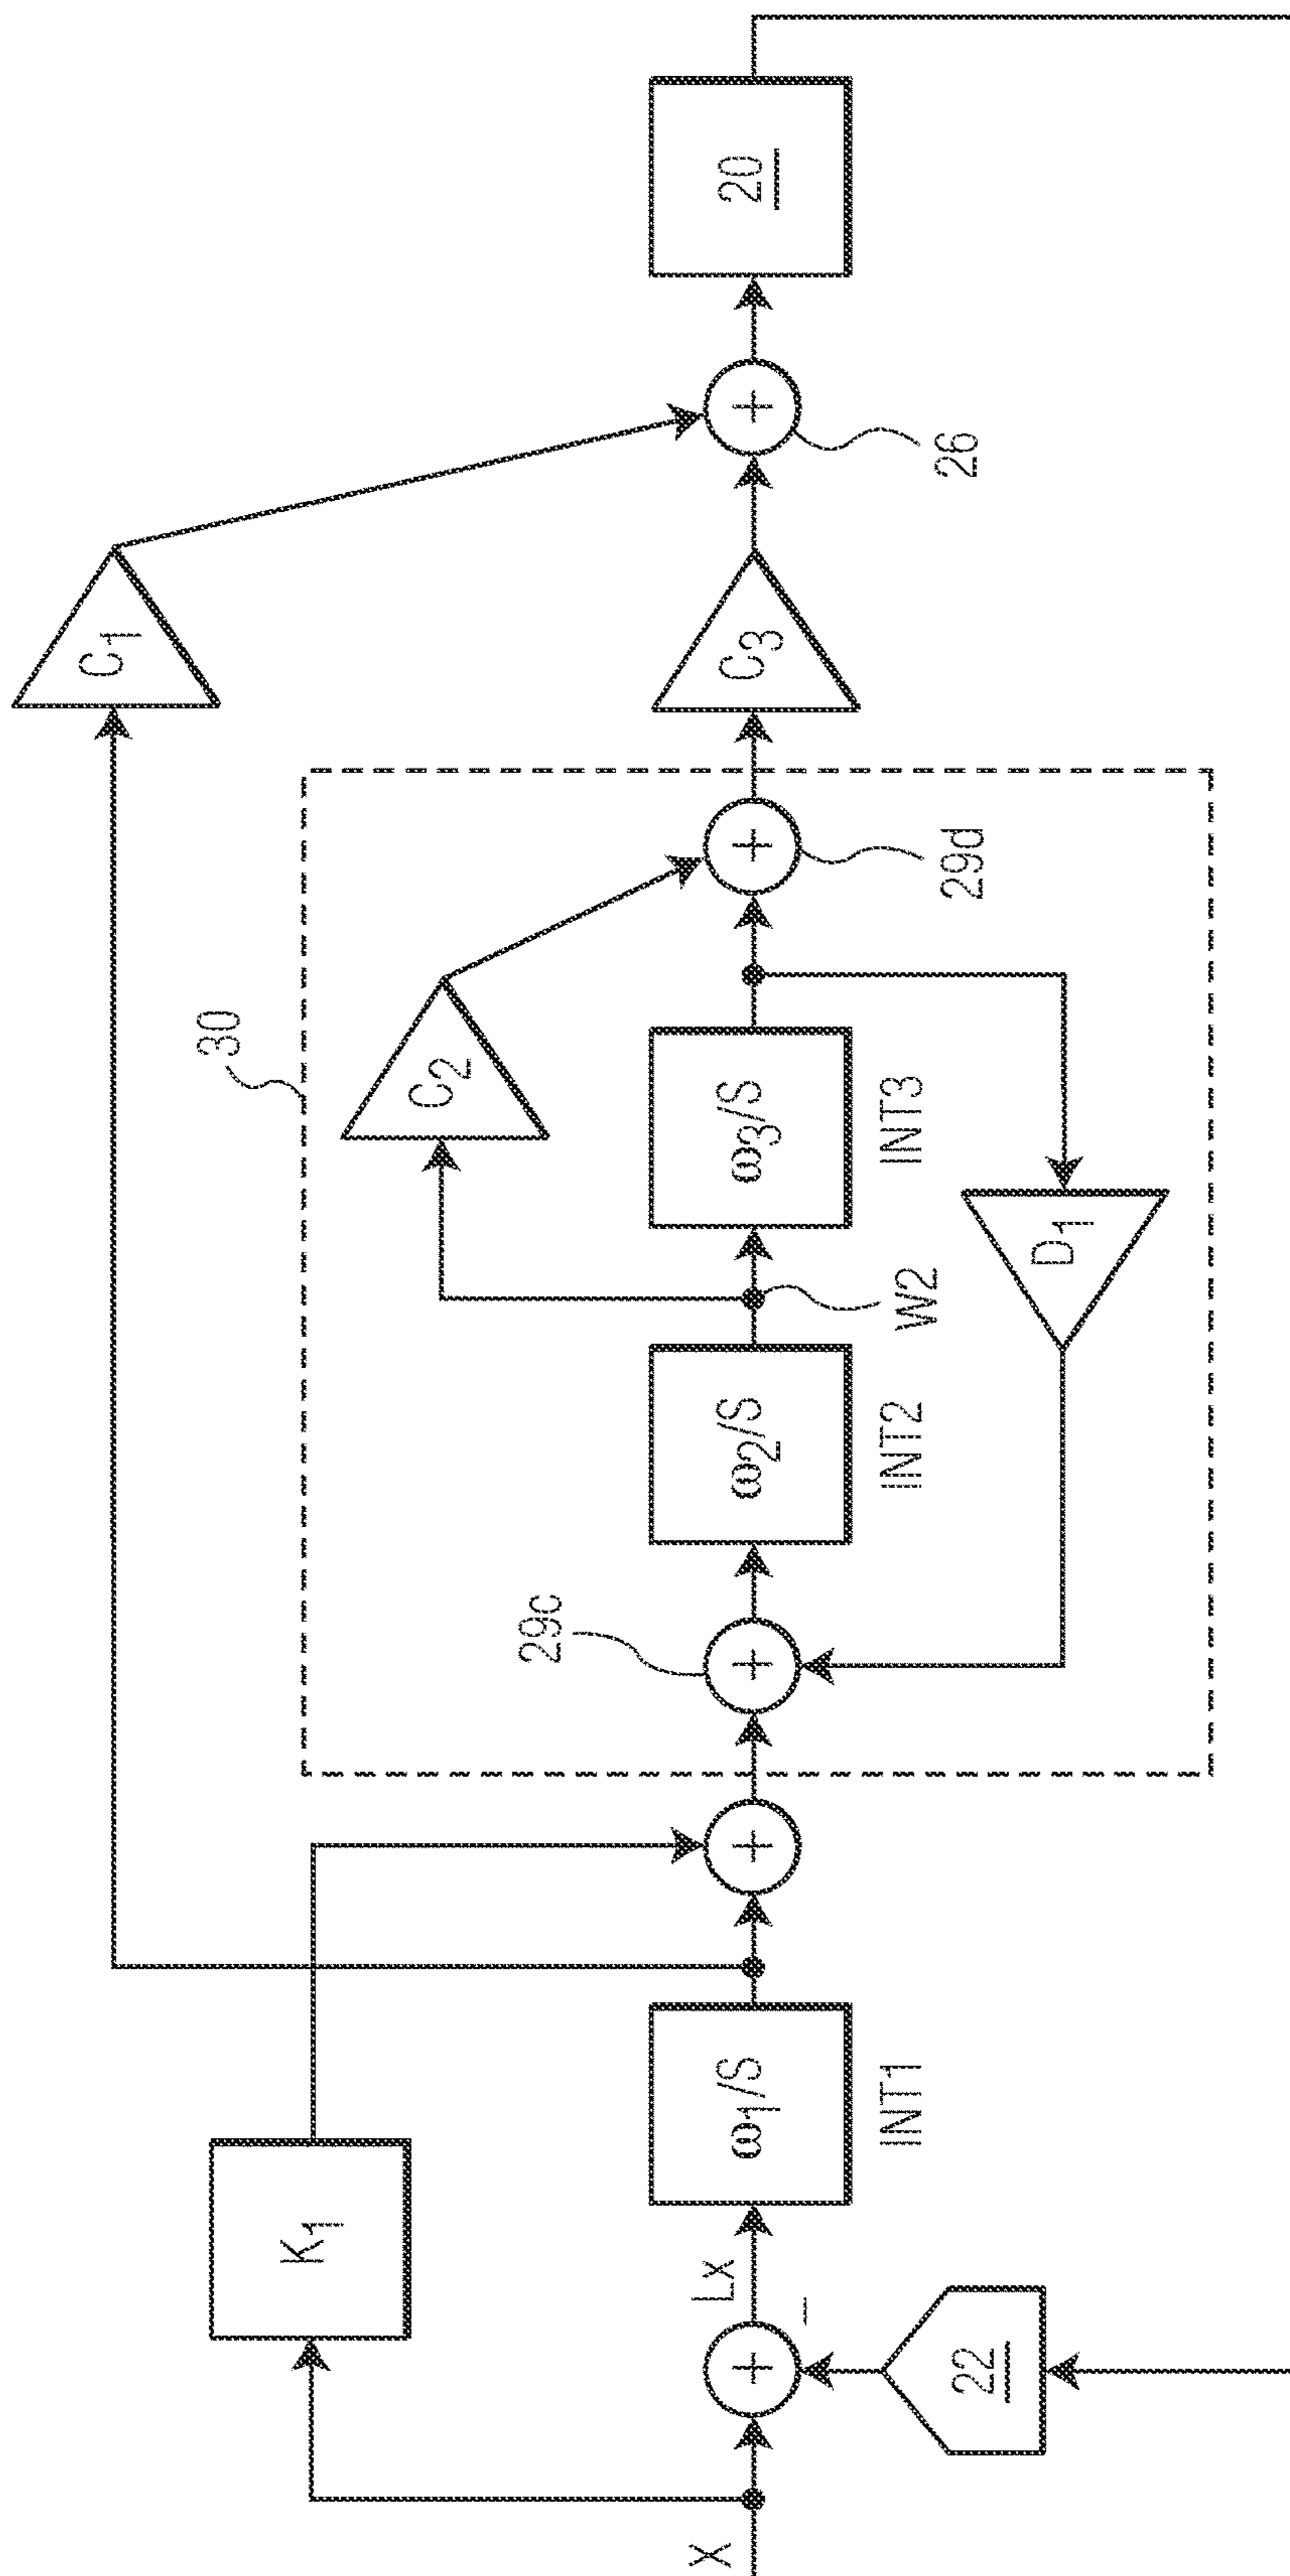 X
K1
+
Lx
−
22
ω1/S
INT1
+
30
29c
+
ω2/S
INT2
W2
C2
ω3/S
INT3
D1
+
29d
C1
C3
+
26
20